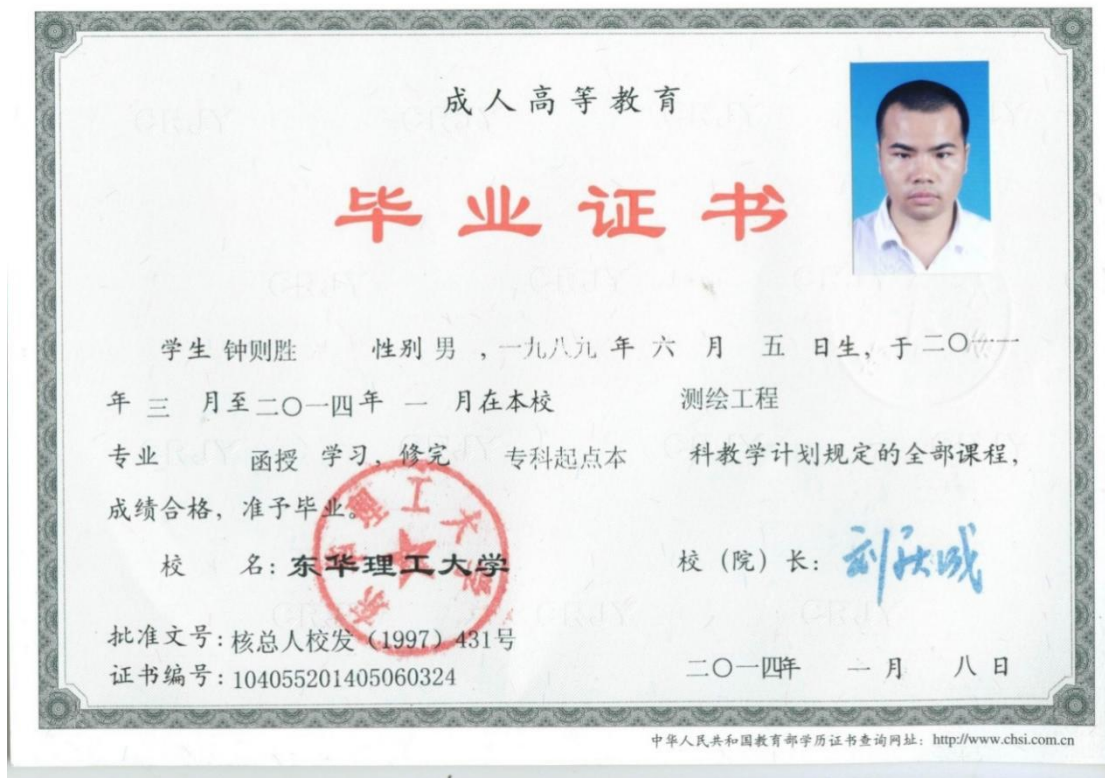 成人高等教育
毕业证书
学生 钟则胜 性别 男 ，一九八九 年 六 月 五 日生，于 二〇一一
年 三 月至 二〇一四 年 一 月在本校 测绘工程
专业 函授 学习，修完 专科起点本 科教学计划规定的全部课程，
成绩合格，准予毕业。
校 名：东华理工大学 校（院）长：
东华理工大学
批准文号：核总人校发（1997）431号
证书编号：104055201405060324 二〇一四年 一 月 八 日
中华人民共和国教育部学历证书查询网址：http://www.chsi.com.cn